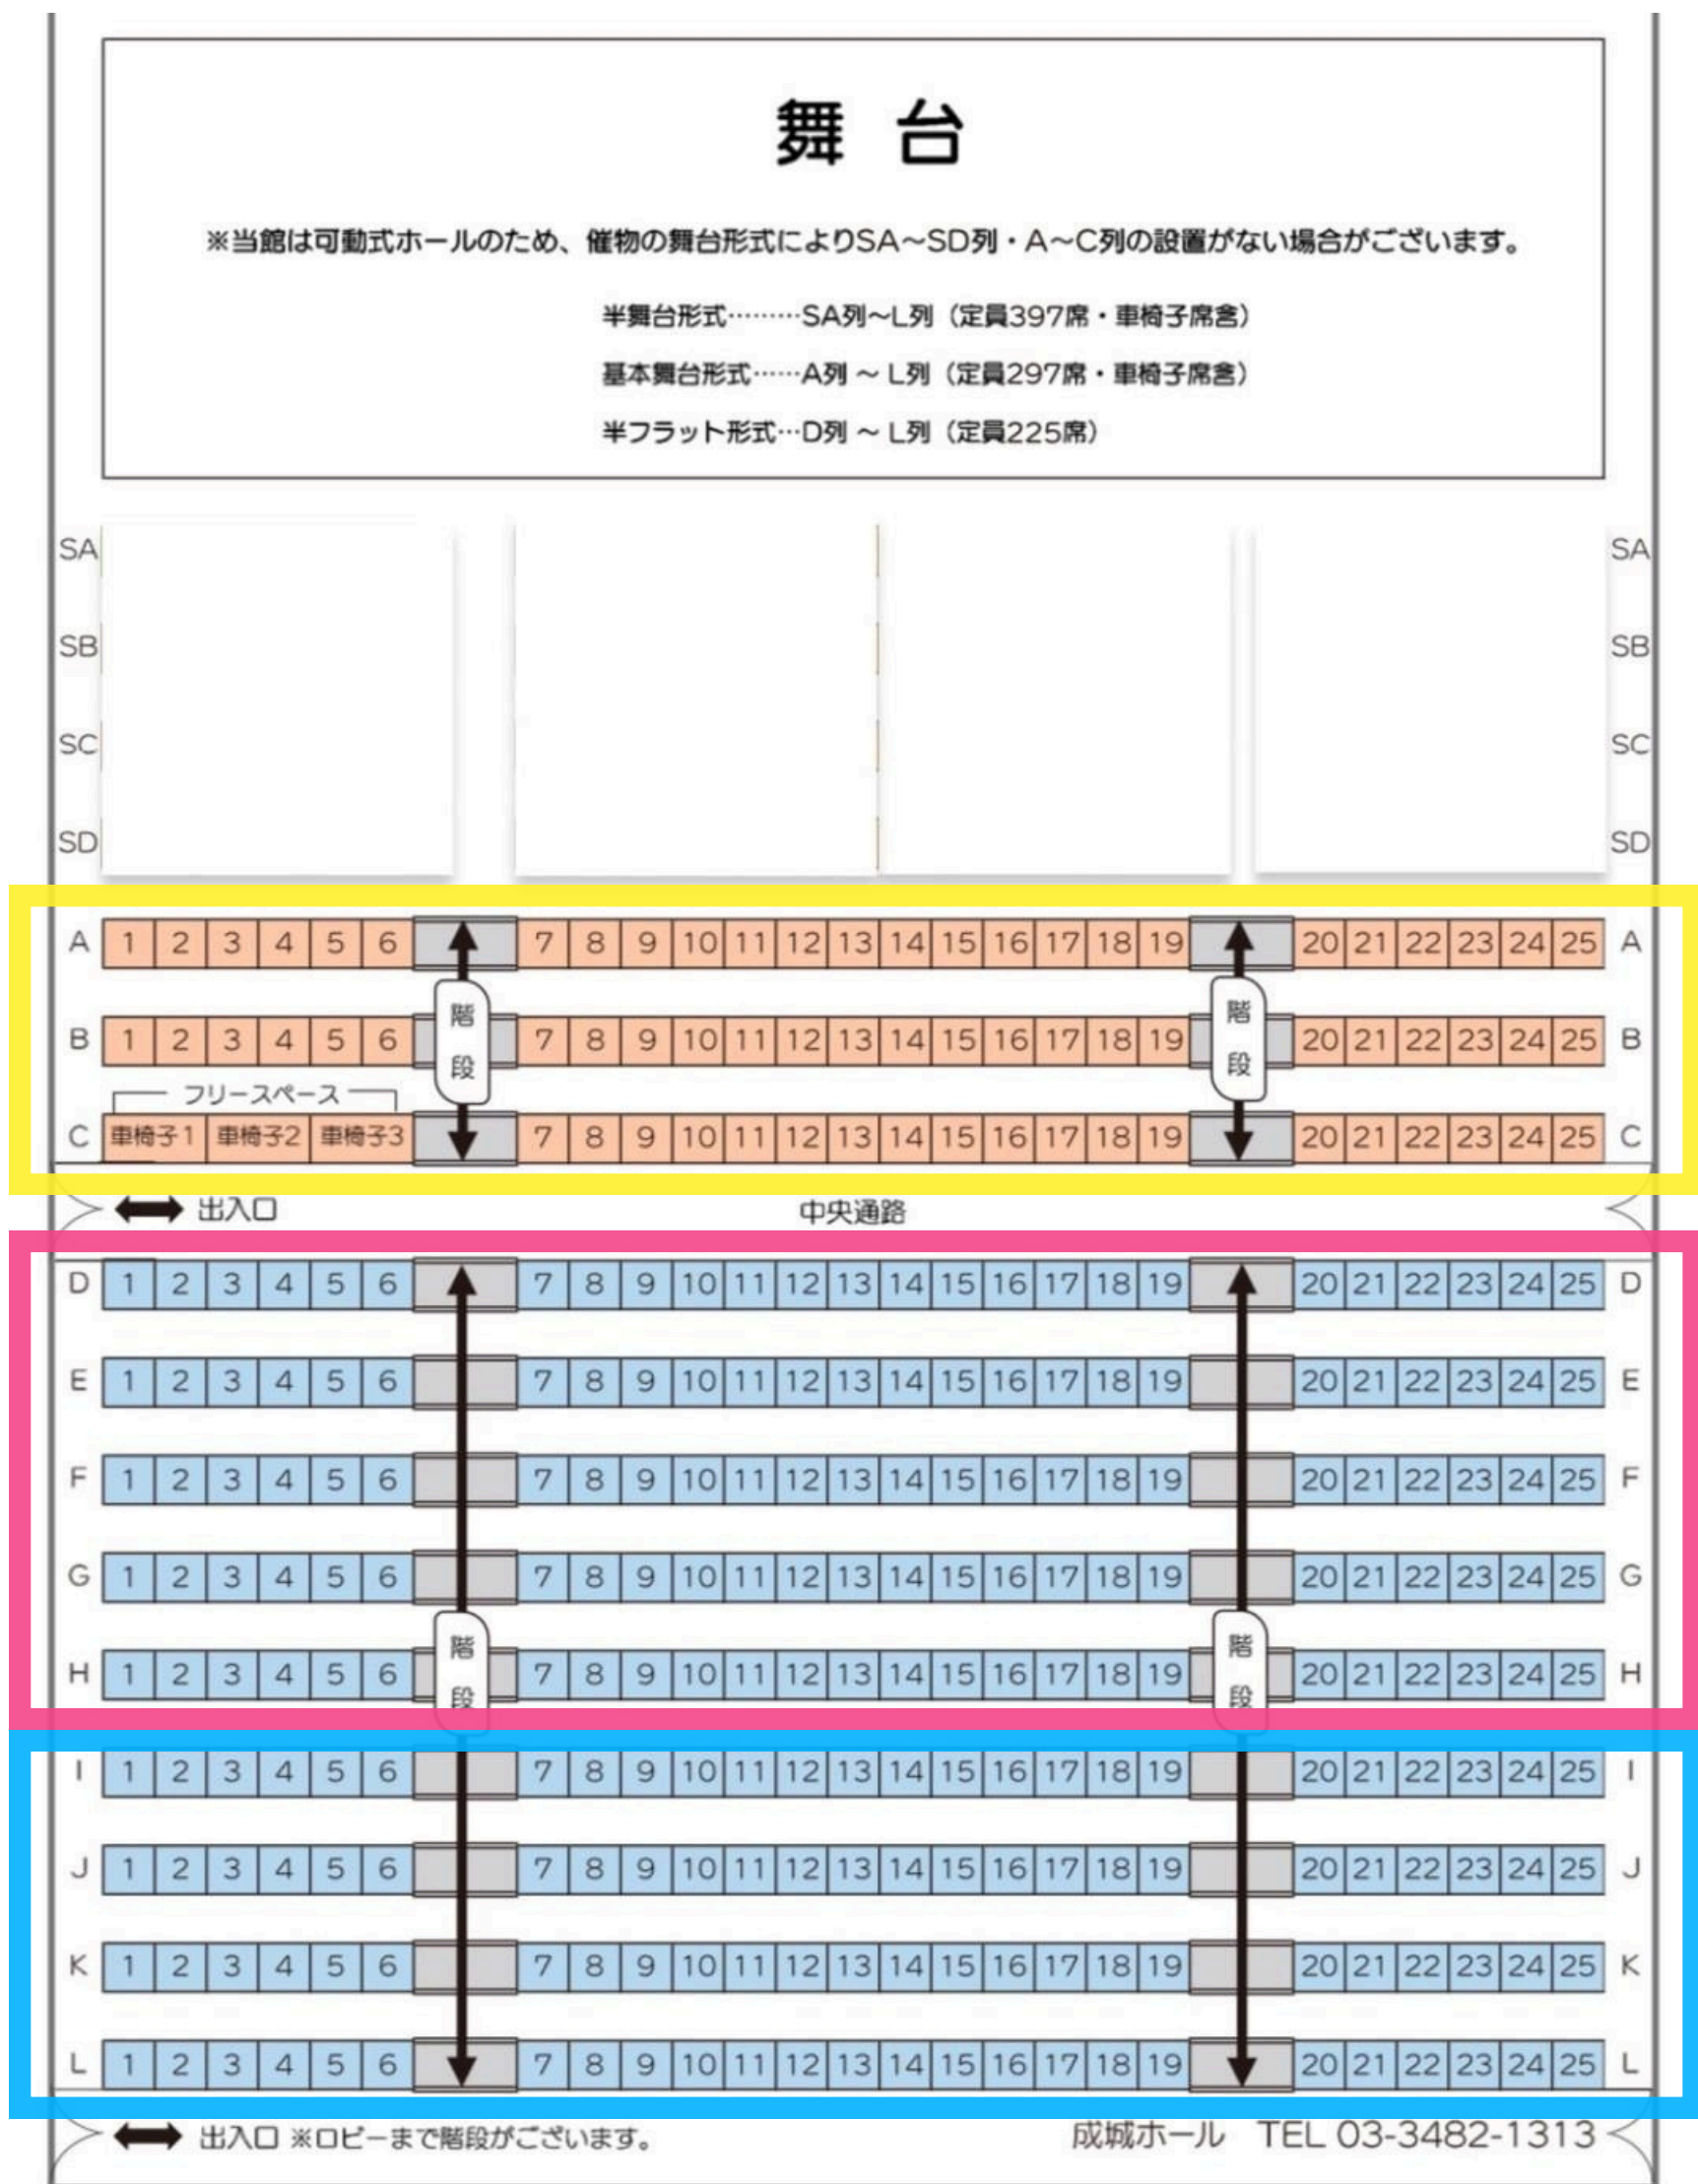 舞 台
※当館は可動式ホールのため、催物の舞台形式によりSA～SD列・A～C列の設置がない場合がございます。
半舞台形式………SA列～L列（定員397席・車椅子席含）
基本舞台形式……A列 ～ L列（定員297席・車椅子席含）
半フラット形式…D列 ～ L列（定員225席）
SA SA
SB SB
SC SC
SD SD
A 1 2 3 4 5 6 7 8 9 10 11 12 13 14 15 16 17 18 19 20 21 22 23 24 25 A
階段 階段
B 1 2 3 4 5 6 7 8 9 10 11 12 13 14 15 16 17 18 19 20 21 22 23 24 25 B
フリースペース
C 車椅子1 車椅子2 車椅子3 7 8 9 10 11 12 13 14 15 16 17 18 19 20 21 22 23 24 25 C
出入口 中央通路
D 1 2 3 4 5 6 7 8 9 10 11 12 13 14 15 16 17 18 19 20 21 22 23 24 25 D
E 1 2 3 4 5 6 7 8 9 10 11 12 13 14 15 16 17 18 19 20 21 22 23 24 25 E
F 1 2 3 4 5 6 7 8 9 10 11 12 13 14 15 16 17 18 19 20 21 22 23 24 25 F
G 1 2 3 4 5 6 7 8 9 10 11 12 13 14 15 16 17 18 19 20 21 22 23 24 25 G
階段 階段
H 1 2 3 4 5 6 7 8 9 10 11 12 13 14 15 16 17 18 19 20 21 22 23 24 25 H
I 1 2 3 4 5 6 7 8 9 10 11 12 13 14 15 16 17 18 19 20 21 22 23 24 25 I
J 1 2 3 4 5 6 7 8 9 10 11 12 13 14 15 16 17 18 19 20 21 22 23 24 25 J
K 1 2 3 4 5 6 7 8 9 10 11 12 13 14 15 16 17 18 19 20 21 22 23 24 25 K
L 1 2 3 4 5 6 7 8 9 10 11 12 13 14 15 16 17 18 19 20 21 22 23 24 25 L
出入口 ※ロビーまで階段がございます。 成城ホール TEL 03-3482-1313